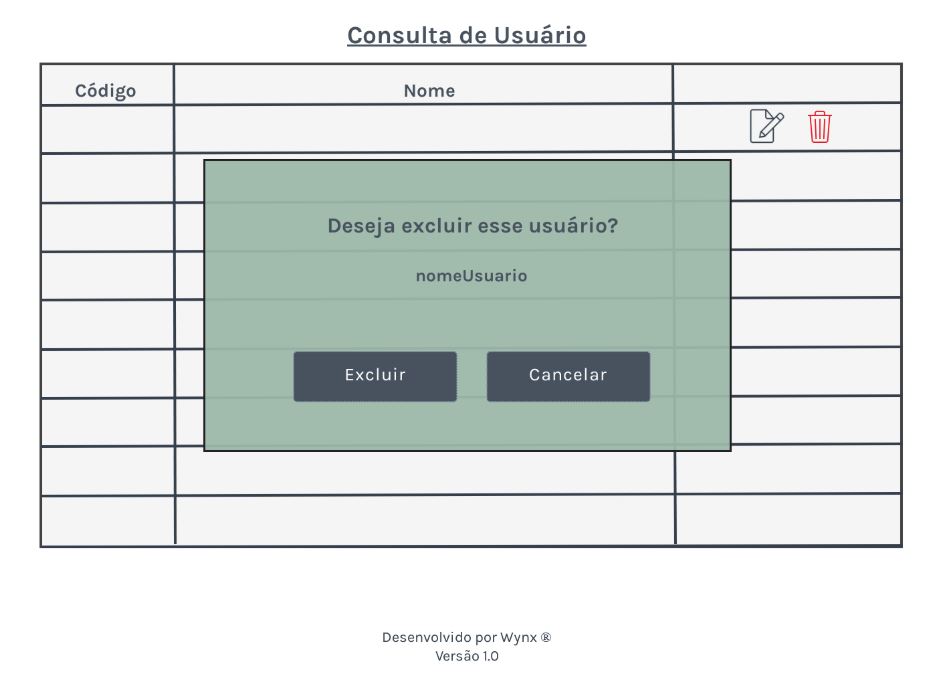 Consulta de Usuário
Código Nome
Deseja excluir esse usuário?
nomeUsuario
Excluir Cancelar
Desenvolvido por Wynx ®
Versão 1.0